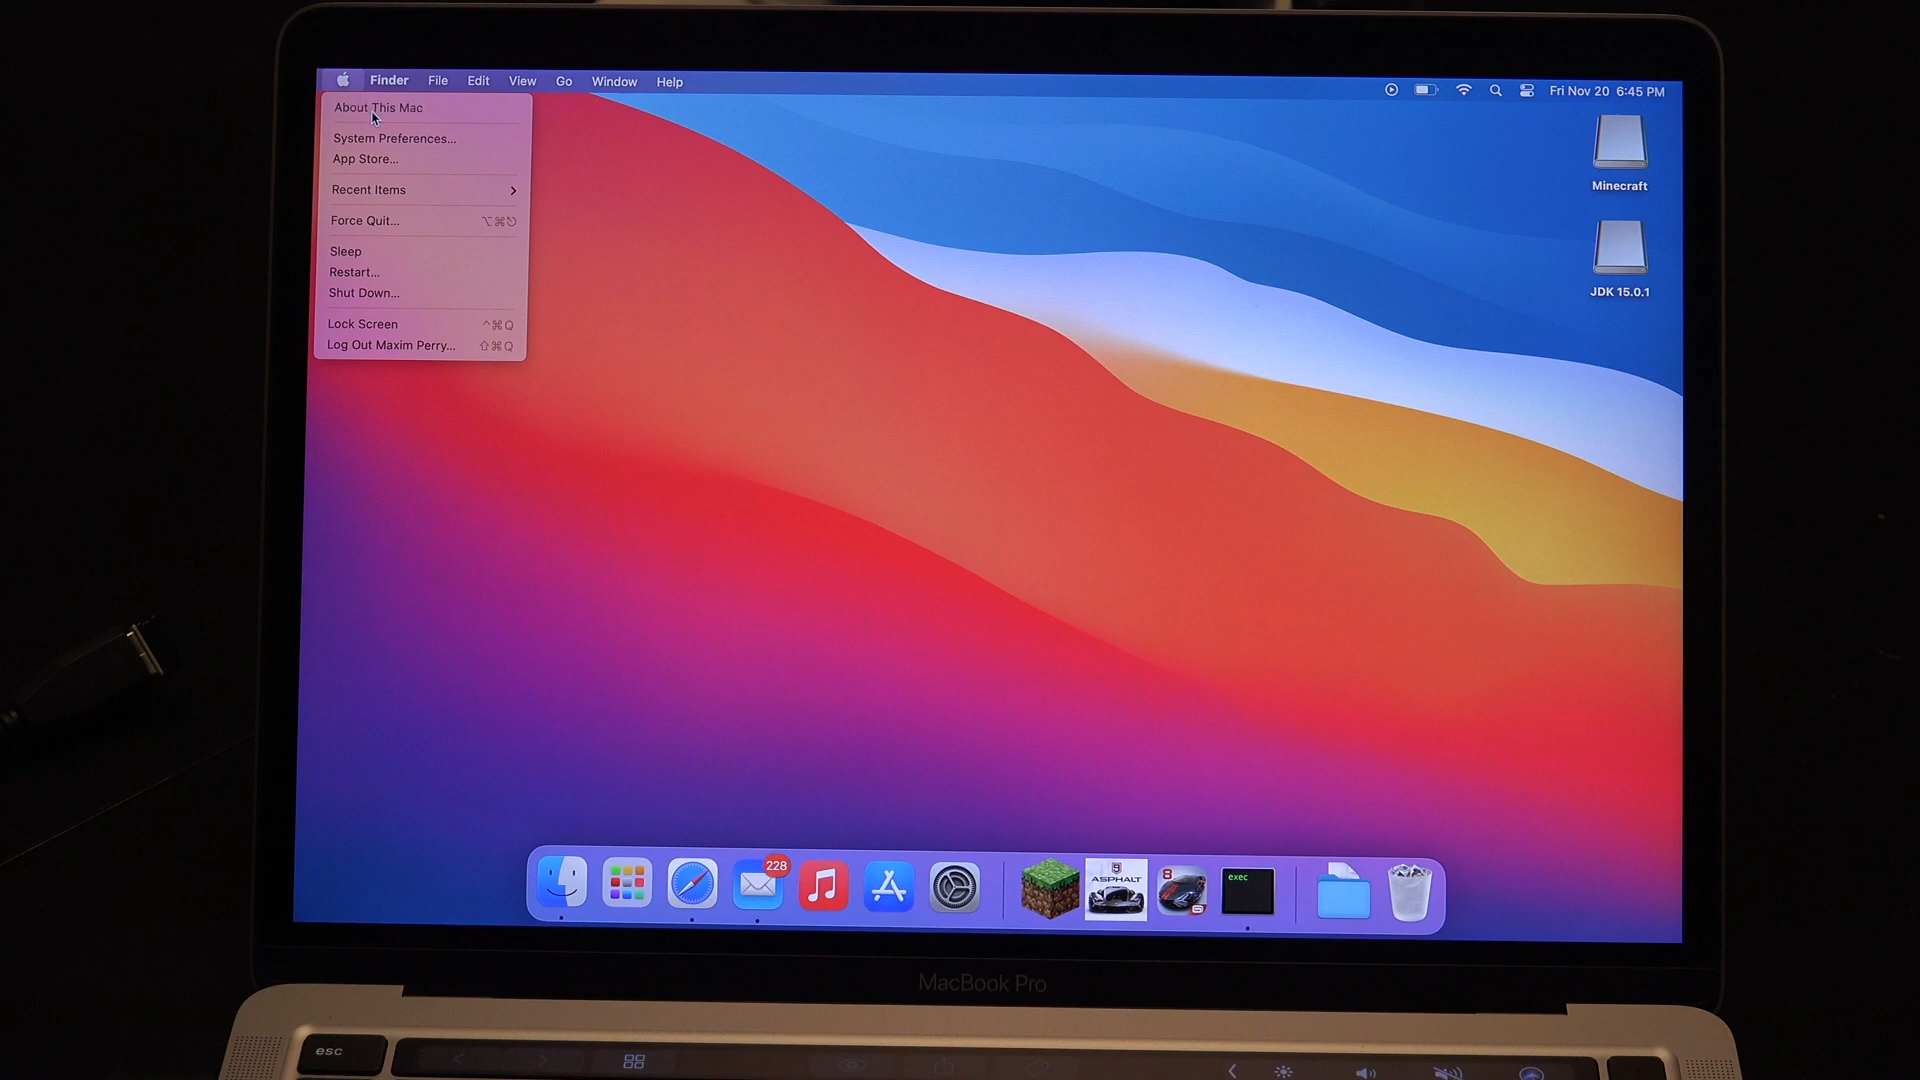 Finder File Edit View Go Window Help
Fri Nov 20 6:45 PM
About This Mac
System Preferences...
App Store...
Recent Items
Force Quit... ⌥⌘⎋
Sleep
Restart...
Shut Down...
Lock Screen ^⌘Q
Log Out Maxim Perry... ⇧⌘Q
Minecraft
JDK 15.0.1
228
9
ASPHALT
8
exec
MacBook Pro
esc